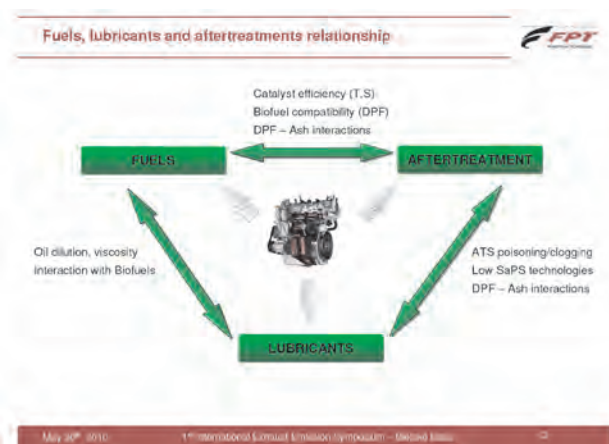 Fuels, lubricants and aftertreatments relationship
FPT
Catalyst efficiency (T,S)
Biofuel compatibility (DPF)
DPF – Ash interactions
FUELS
AFTERTREATMENT
Oil dilution, viscosity
interaction with Biofuels
ATS poisoning/clogging
Low SaPS technologies
DPF – Ash interactions
LUBRICANTS
May 20th 2010
1st International Exhaust Emission Symposium –